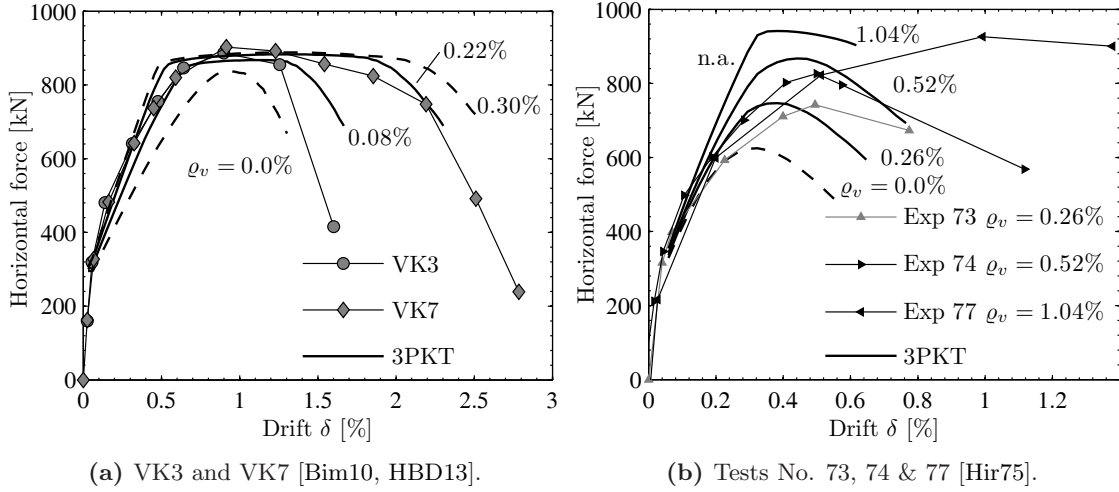 1000
800
600
400
200
0
Horizontal force [kN]
0 0.5 1 1.5 2 2.5 3
Drift δ [%]
0.22%
0.30%
0.08%
ϱv = 0.0%
VK3
VK7
3PKT
(a) VK3 and VK7 [Bim10, HBD13].
1000
800
600
400
200
0
Horizontal force [kN]
0 0.2 0.4 0.6 0.8 1 1.2
Drift δ [%]
n.a.
1.04%
0.52%
0.26%
ϱv = 0.0%
Exp 73 ϱv = 0.26%
Exp 74 ϱv = 0.52%
Exp 77 ϱv = 1.04%
3PKT
(b) Tests No. 73, 74 & 77 [Hir75].